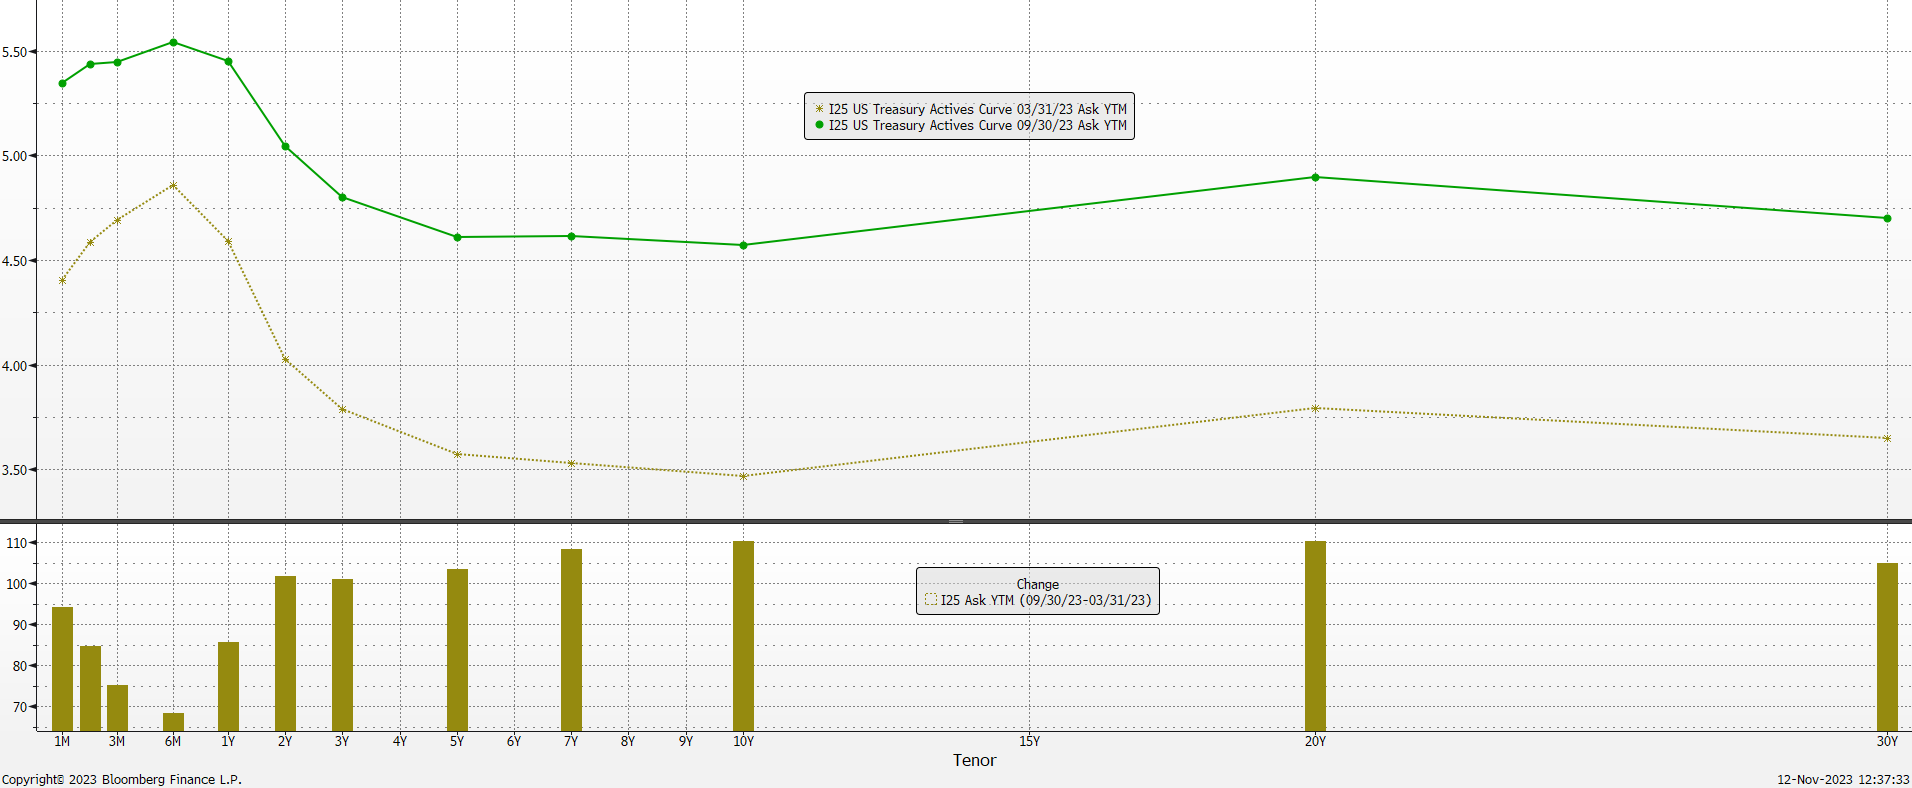 5.50
I25 US Treasury Actives Curve 03/31/23 Ask YTM
I25 US Treasury Actives Curve 09/30/23 Ask YTM
5.00
4.50
4.00
3.50
110
100
90
80
70
Change
I25 Ask YTM (09/30/23-03/31/23)
1M 3M 6M 1Y 2Y 3Y 4Y 5Y 6Y 7Y 8Y 9Y 10Y 15Y 20Y 30Y
Tenor
Copyright© 2023 Bloomberg Finance L.P. 12-Nov-2023 12:37:33